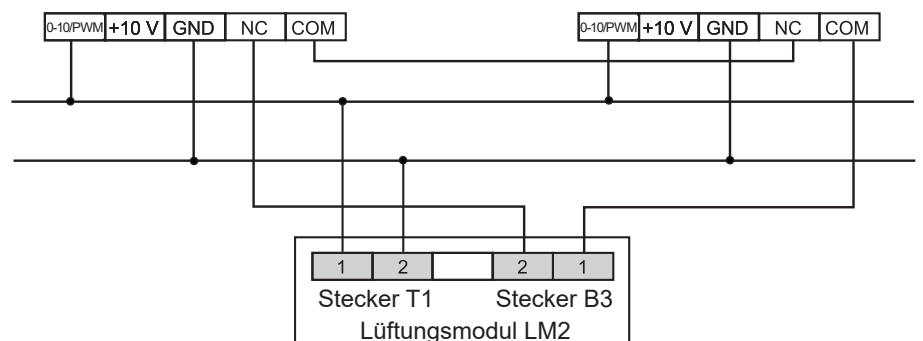 0-10/PWM +10 V GND NC COM 0-10/PWM +10 V GND NC COM
1 2 2 1
Stecker T1 Stecker B3
Lüftungsmodul LM2